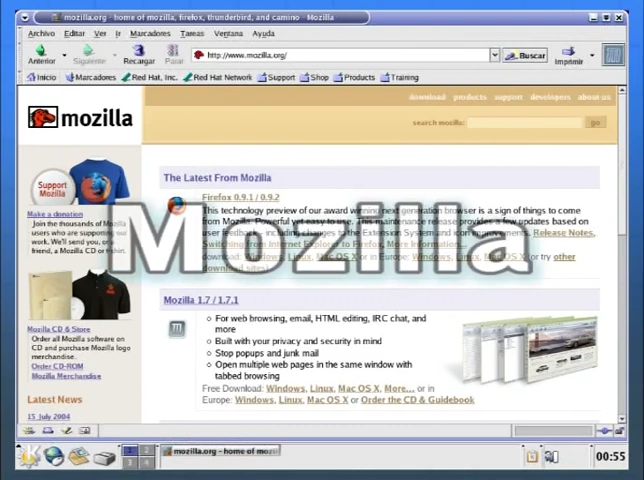 mozilla.org - home of mozilla, firefox, thunderbird, and camino - Mozilla
Archivo Editar Ver Ir Marcadores Tareas Ventana Ayuda
Anterior Siguiente Recargar Parar http://www.mozilla.org/ Buscar Imprimir
Inicio Marcadores Red Hat, Inc. Red Hat Network Support Shop Products Training
download products support developers about us
mozilla
search mozilla: go
Support
Mozilla
Make a donation
Join the thousands of Mozilla
users who are supporting our
work. We'll send you, or a
friend, a Mozilla CD or t-shirt.
Mozilla CD & Store
Order all Mozilla software on
CD and purchase Mozilla logo
merchandise.
Order CD-ROM
Mozilla Merchandise
Latest News
15 July 2004
The Latest From Mozilla
Firefox 0.9.1 / 0.9.2
This technology preview of our award winning next generation browser is a sign of things to come
from Mozilla. Powerful yet easy to use. This maintenance release provides a few updates based on
user feedback - including changes to the Extension System and icon improvements. Release Notes,
Switching from Internet Explorer to Firefox, More Information...
download: Windows, Linux, Mac OS X or in Europe: Windows, Linux, Mac OS X (or try other
download sites)
Mozilla
Mozilla 1.7 / 1.7.1
For web browsing, email, HTML editing, IRC chat, and
more
Built with your privacy and security in mind
Stop popups and junk mail
Open multiple web pages in the same window with
tabbed browsing
Free Download: Windows, Linux, Mac OS X, More... or in
Europe: Windows, Linux, Mac OS X or Order the CD & Guidebook
1 2
3 4
mozilla.org - home of mozil
00:55